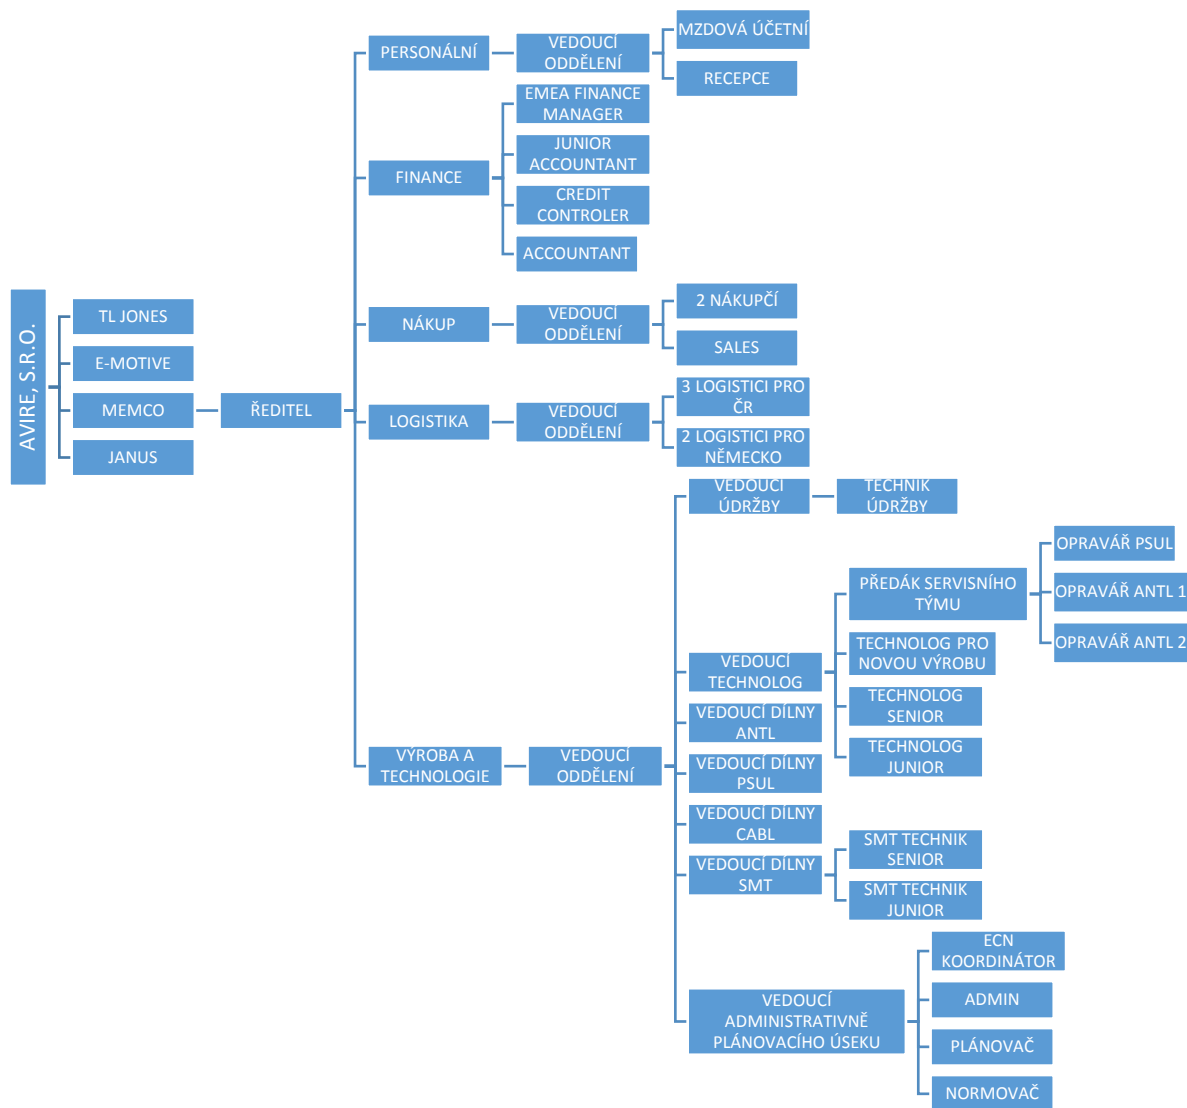 AVIRE, S.R.O.
TL JONES
E-MOTIVE
MEMCO
JANUS
ŘEDITEL
PERSONÁLNÍ
VEDOUCÍ
ODDĚLENÍ
MZDOVÁ ÚČETNÍ
RECEPCE
FINANCE
EMEA FINANCE
MANAGER
JUNIOR
ACCOUNTANT
CREDIT
CONTROLER
ACCOUNTANT
NÁKUP
VEDOUCÍ
ODDĚLENÍ
2 NÁKUPČÍ
SALES
LOGISTIKA
VEDOUCÍ
ODDĚLENÍ
3 LOGISTICI PRO
ČR
2 LOGISTICI PRO
NĚMECKO
VÝROBA A
TECHNOLOGIE
VEDOUCÍ
ODDĚLENÍ
VEDOUCÍ
ÚDRŽBY
TECHNIK
ÚDRŽBY
VEDOUCÍ
TECHNOLOG
PŘEDÁK SERVISNÍHO
TÝMU
OPRAVÁŘ PSUL
OPRAVÁŘ ANTL 1
OPRAVÁŘ ANTL 2
TECHNOLOG PRO
NOVOU VÝROBU
TECHNOLOG
SENIOR
TECHNOLOG
JUNIOR
VEDOUCÍ DÍLNY
ANTL
VEDOUCÍ DÍLNY
PSUL
VEDOUCÍ DÍLNY
CABL
VEDOUCÍ DÍLNY
SMT
SMT TECHNIK
SENIOR
SMT TECHNIK
JUNIOR
VEDOUCÍ
ADMINISTRATIVNĚ
PLÁNOVACÍHO ÚSEKU
ECN
KOORDINÁTOR
ADMIN
PLÁNOVAČ
NORMOVAČ